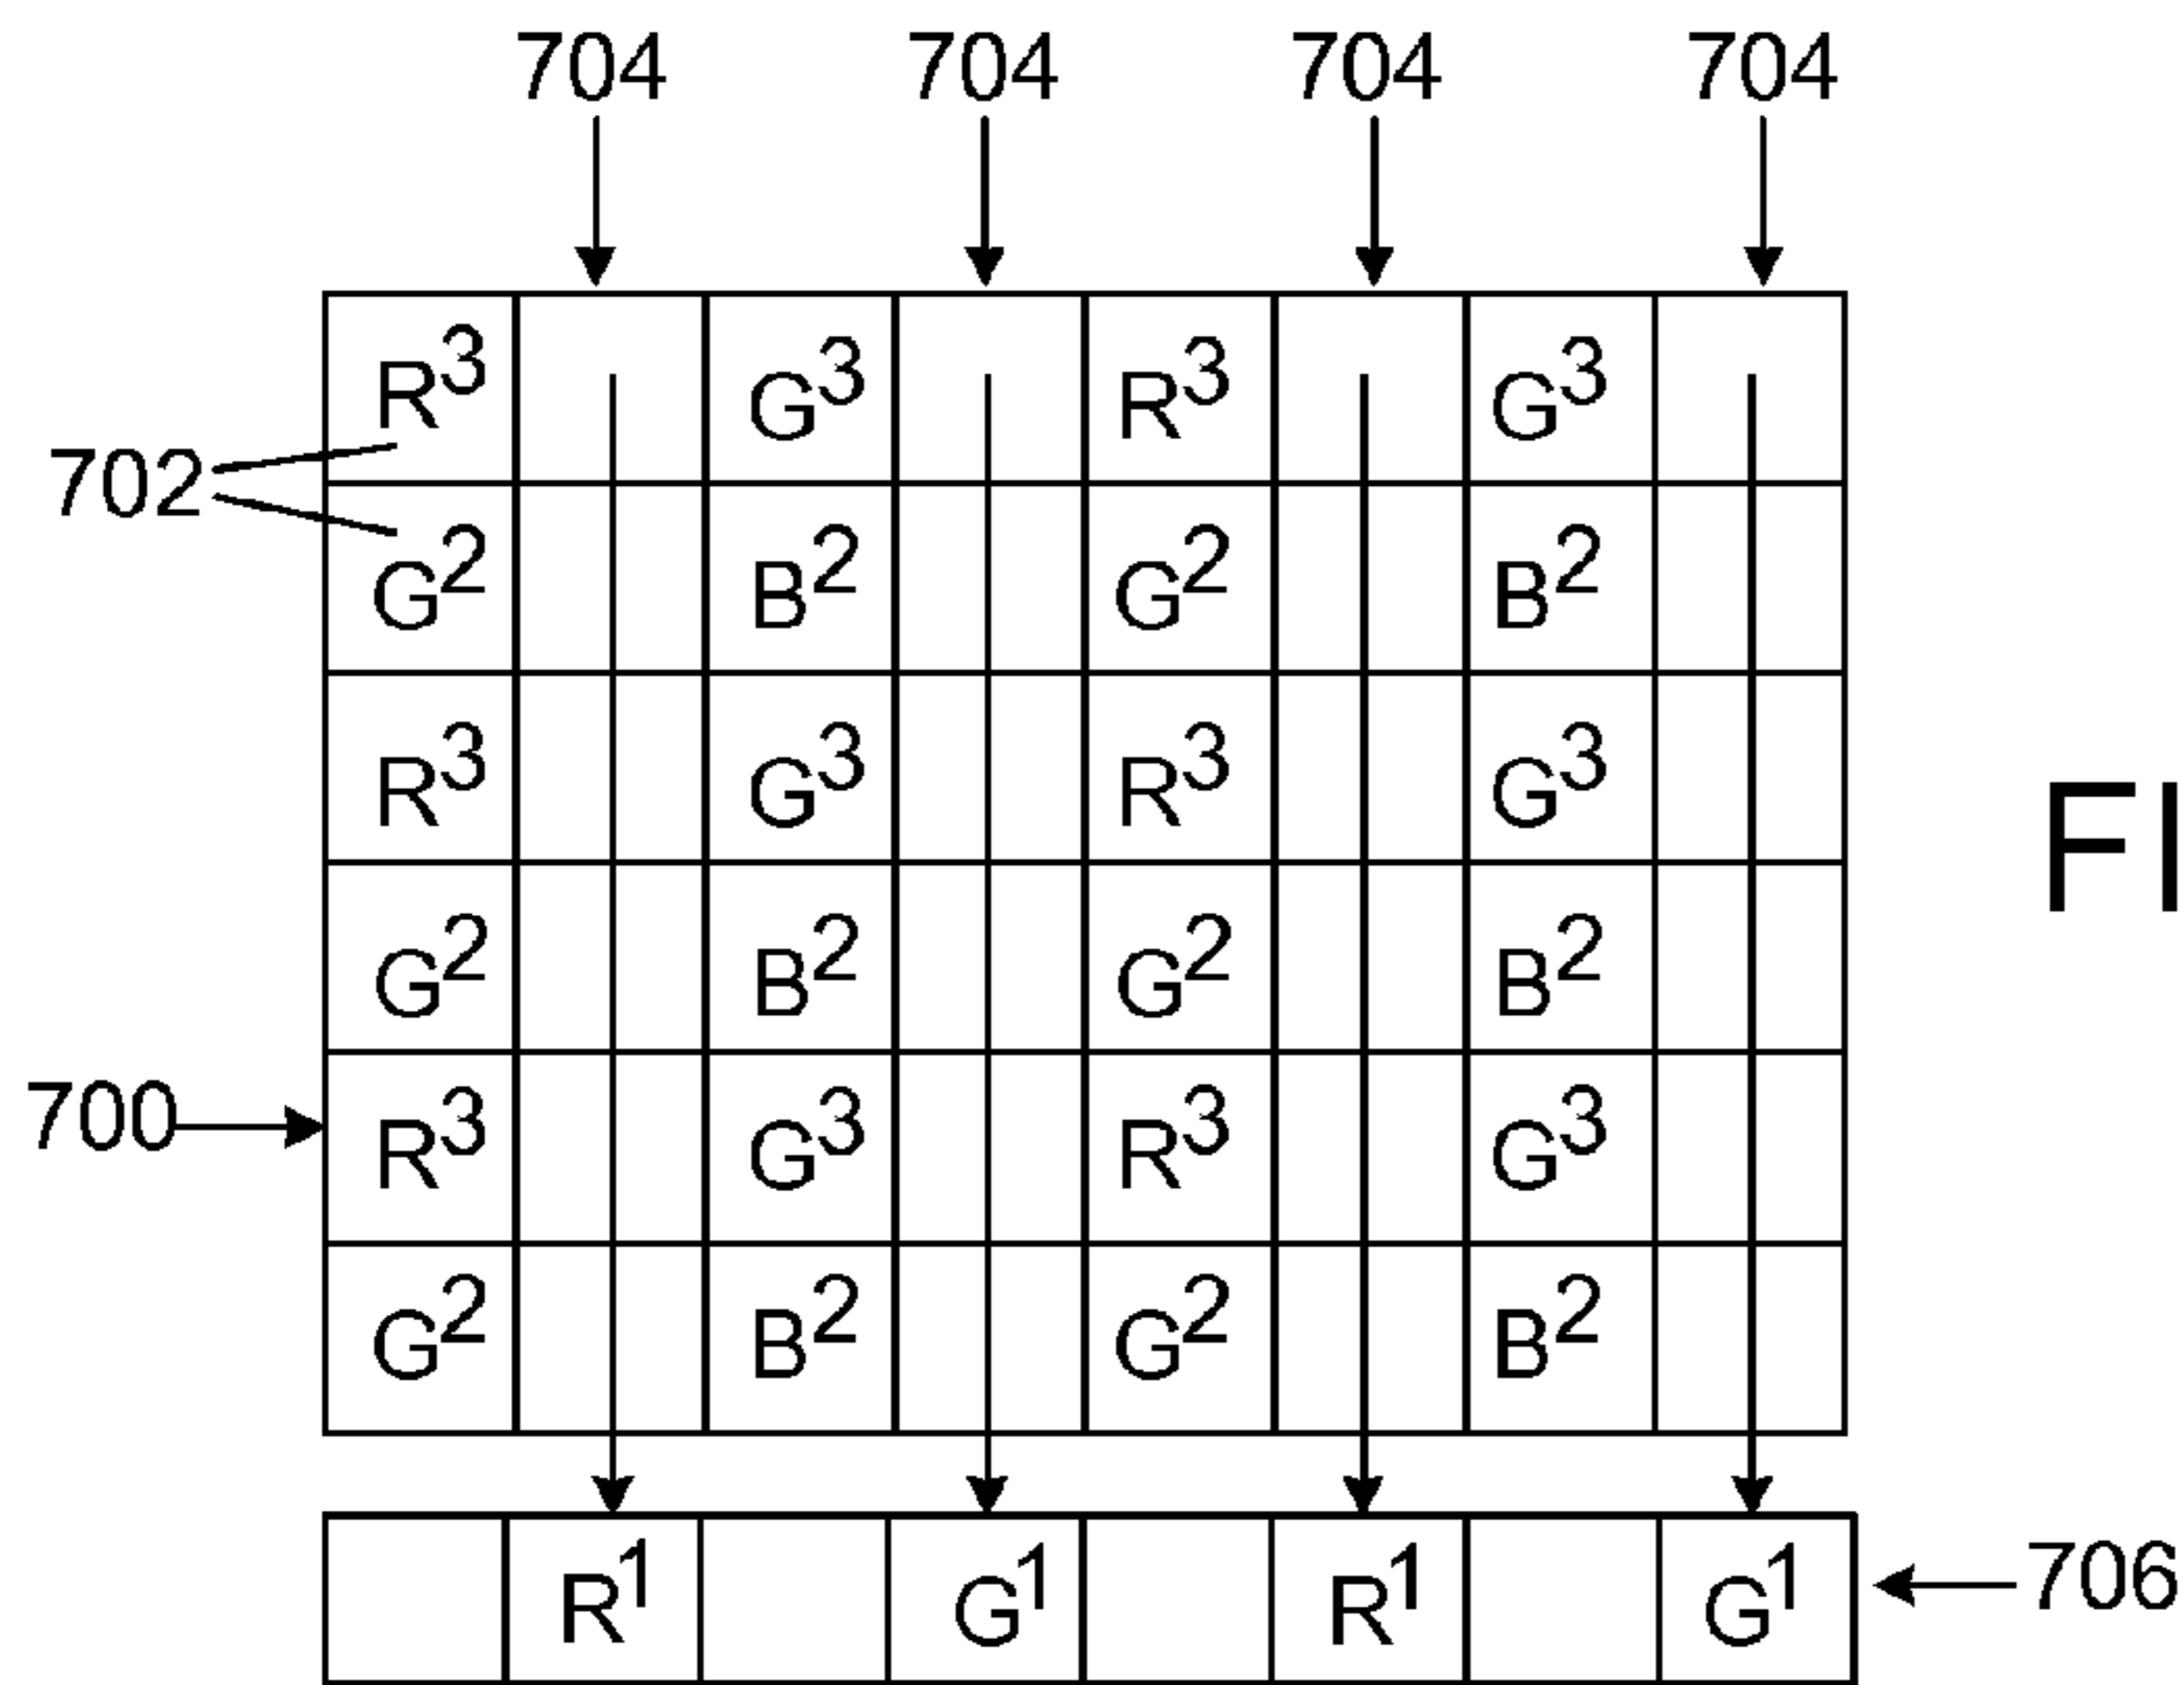 704 704 704 704
R³ G³ R³ G³
702
G² B² G² B²
R³ G³ R³ G³
FI
G² B² G² B²
700
R³ G³ R³ G³
G² B² G² B²
R¹ G¹ R¹ G¹
706